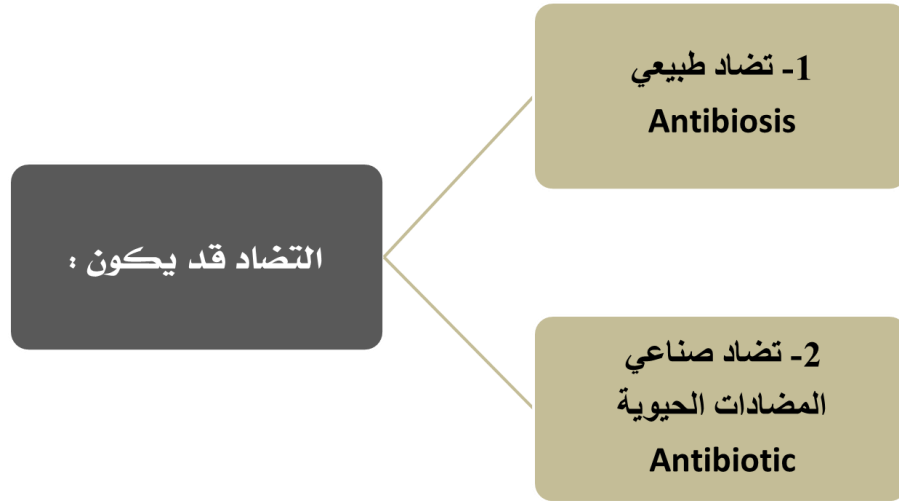 التضاد قد يكون :
1- تضاد طبيعي
Antibiosis
2- تضاد صناعي
المضادات الحيوية
Antibiotic